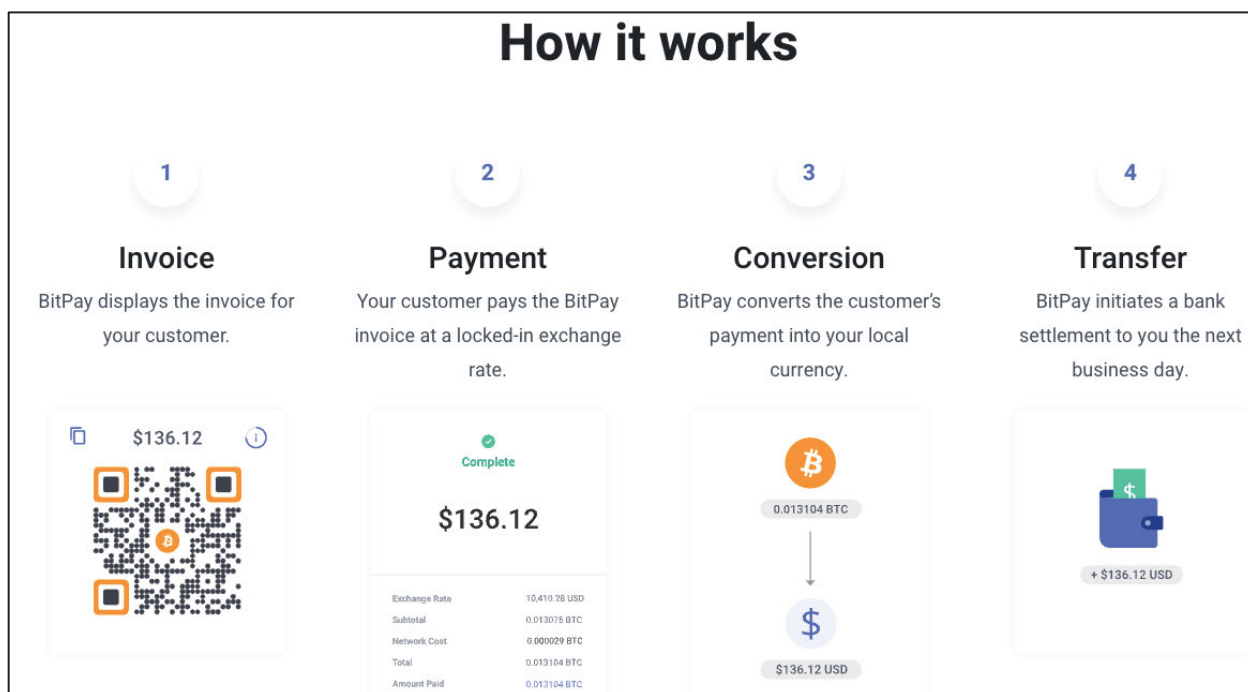 How it works
1
Invoice
BitPay displays the invoice for
your customer.
$136.12
2
Payment
Your customer pays the BitPay
invoice at a locked-in exchange
rate.
Complete
$136.12
Exchange Rate 10,410.28 USD
Subtotal 0.013075 BTC
Network Cost 0.000029 BTC
Total 0.013104 BTC
Amount Paid 0.013104 BTC
3
Conversion
BitPay converts the customer's
payment into your local
currency.
0.013104 BTC
$
$136.12 USD
4
Transfer
BitPay initiates a bank
settlement to you the next
business day.
$
+ $136.12 USD